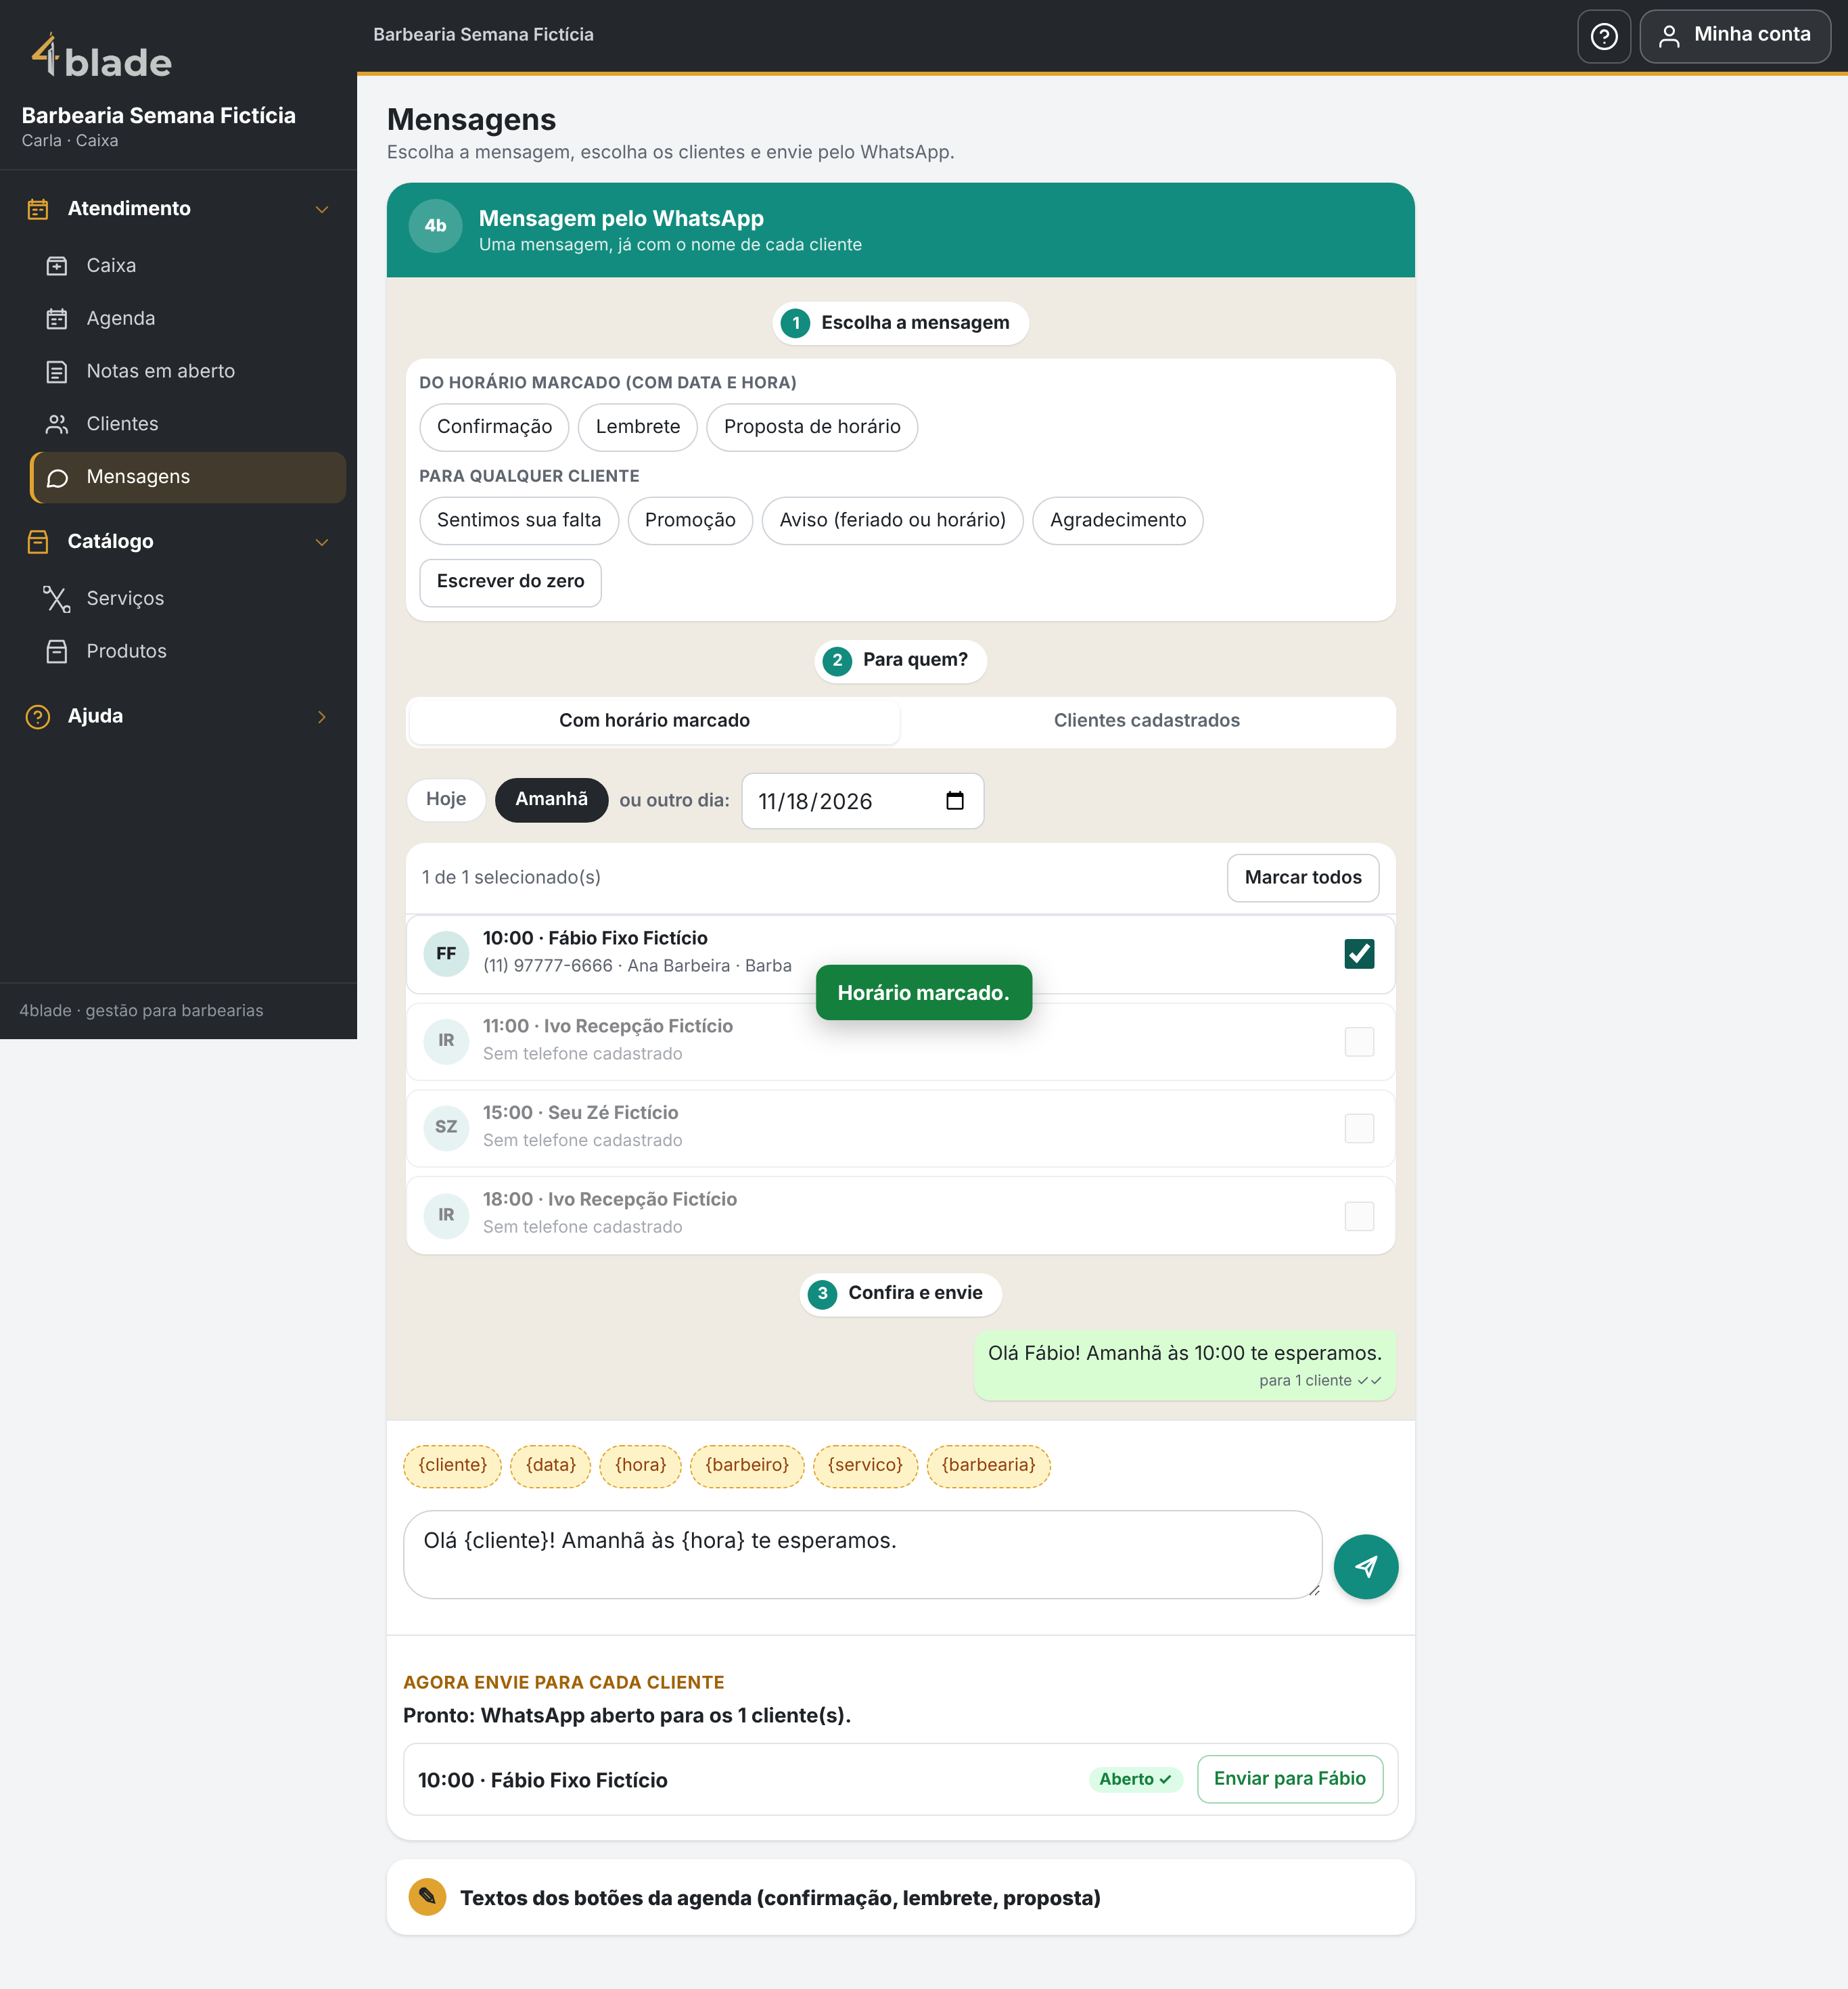 4blade
Barbearia Semana Fictícia
Carla · Caixa
Atendimento
Caixa
Agenda
Notas em aberto
Clientes
Mensagens
Catálogo
Serviços
Produtos
Ajuda
4blade · gestão para barbearias
Barbearia Semana Fictícia
Minha conta
Mensagens
Escolha a mensagem, escolha os clientes e envie pelo WhatsApp.
4b
Mensagem pelo WhatsApp
Uma mensagem, já com o nome de cada cliente
1 Escolha a mensagem
DO HORÁRIO MARCADO (COM DATA E HORA)
Confirmação Lembrete Proposta de horário
PARA QUALQUER CLIENTE
Sentimos sua falta Promoção Aviso (feriado ou horário) Agradecimento
Escrever do zero
2 Para quem?
Com horário marcado Clientes cadastrados
Hoje Amanhã ou outro dia: 11/18/2026
1 de 1 selecionado(s) Marcar todos
FF
10:00 · Fábio Fixo Fictício
(11) 97777-6666 · Ana Barbeira · Barba
Horário marcado.
IR
11:00 · Ivo Recepção Fictício
Sem telefone cadastrado
SZ
15:00 · Seu Zé Fictício
Sem telefone cadastrado
IR
18:00 · Ivo Recepção Fictício
Sem telefone cadastrado
3 Confira e envie
Olá Fábio! Amanhã às 10:00 te esperamos.
para 1 cliente ✓✓
{cliente} {data} {hora} {barbeiro} {servico} {barbearia}
Olá {cliente}! Amanhã às {hora} te esperamos.
AGORA ENVIE PARA CADA CLIENTE
Pronto: WhatsApp aberto para os 1 cliente(s).
10:00 · Fábio Fixo Fictício Aberto ✓ Enviar para Fábio
Textos dos botões da agenda (confirmação, lembrete, proposta)